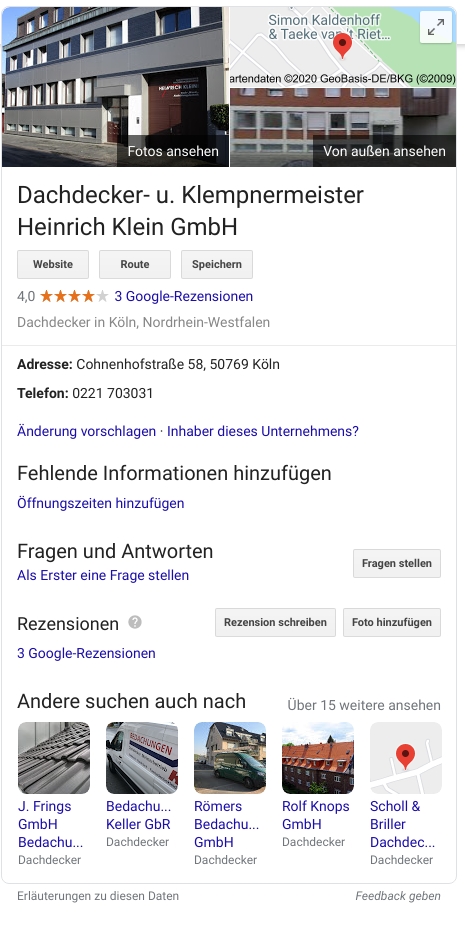 Simon Kaldenhoff
& Taeke van't Riet...
HEINRICH KLEIN
artendaten ©2020 GeoBasis-DE/BKG (©2009)
Fotos ansehen
Von außen ansehen
Dachdecker- u. Klempnermeister
Heinrich Klein GmbH
Website
Route
Speichern
4,0
3 Google-Rezensionen
Dachdecker in Köln, Nordrhein-Westfalen
Adresse: Cohnenhofstraße 58, 50769 Köln
Telefon: 0221 703031
Änderung vorschlagen · Inhaber dieses Unternehmens?
Fehlende Informationen hinzufügen
Öffnungszeiten hinzufügen
Fragen und Antworten
Fragen stellen
Als Erster eine Frage stellen
Rezensionen ?
Rezension schreiben
Foto hinzufügen
3 Google-Rezensionen
Andere suchen auch nach
Über 15 weitere ansehen
BEDACHUNGEN
J. Frings
GmbH
Bedachu...
Dachdecker
Bedachu...
Keller GbR
Dachdecker
Römers
Bedachu...
GmbH
Dachdecker
Rolf Knops
GmbH
Dachdecker
Scholl &
Briller
Dachdec...
Dachdecker
Erläuterungen zu diesen Daten
Feedback geben